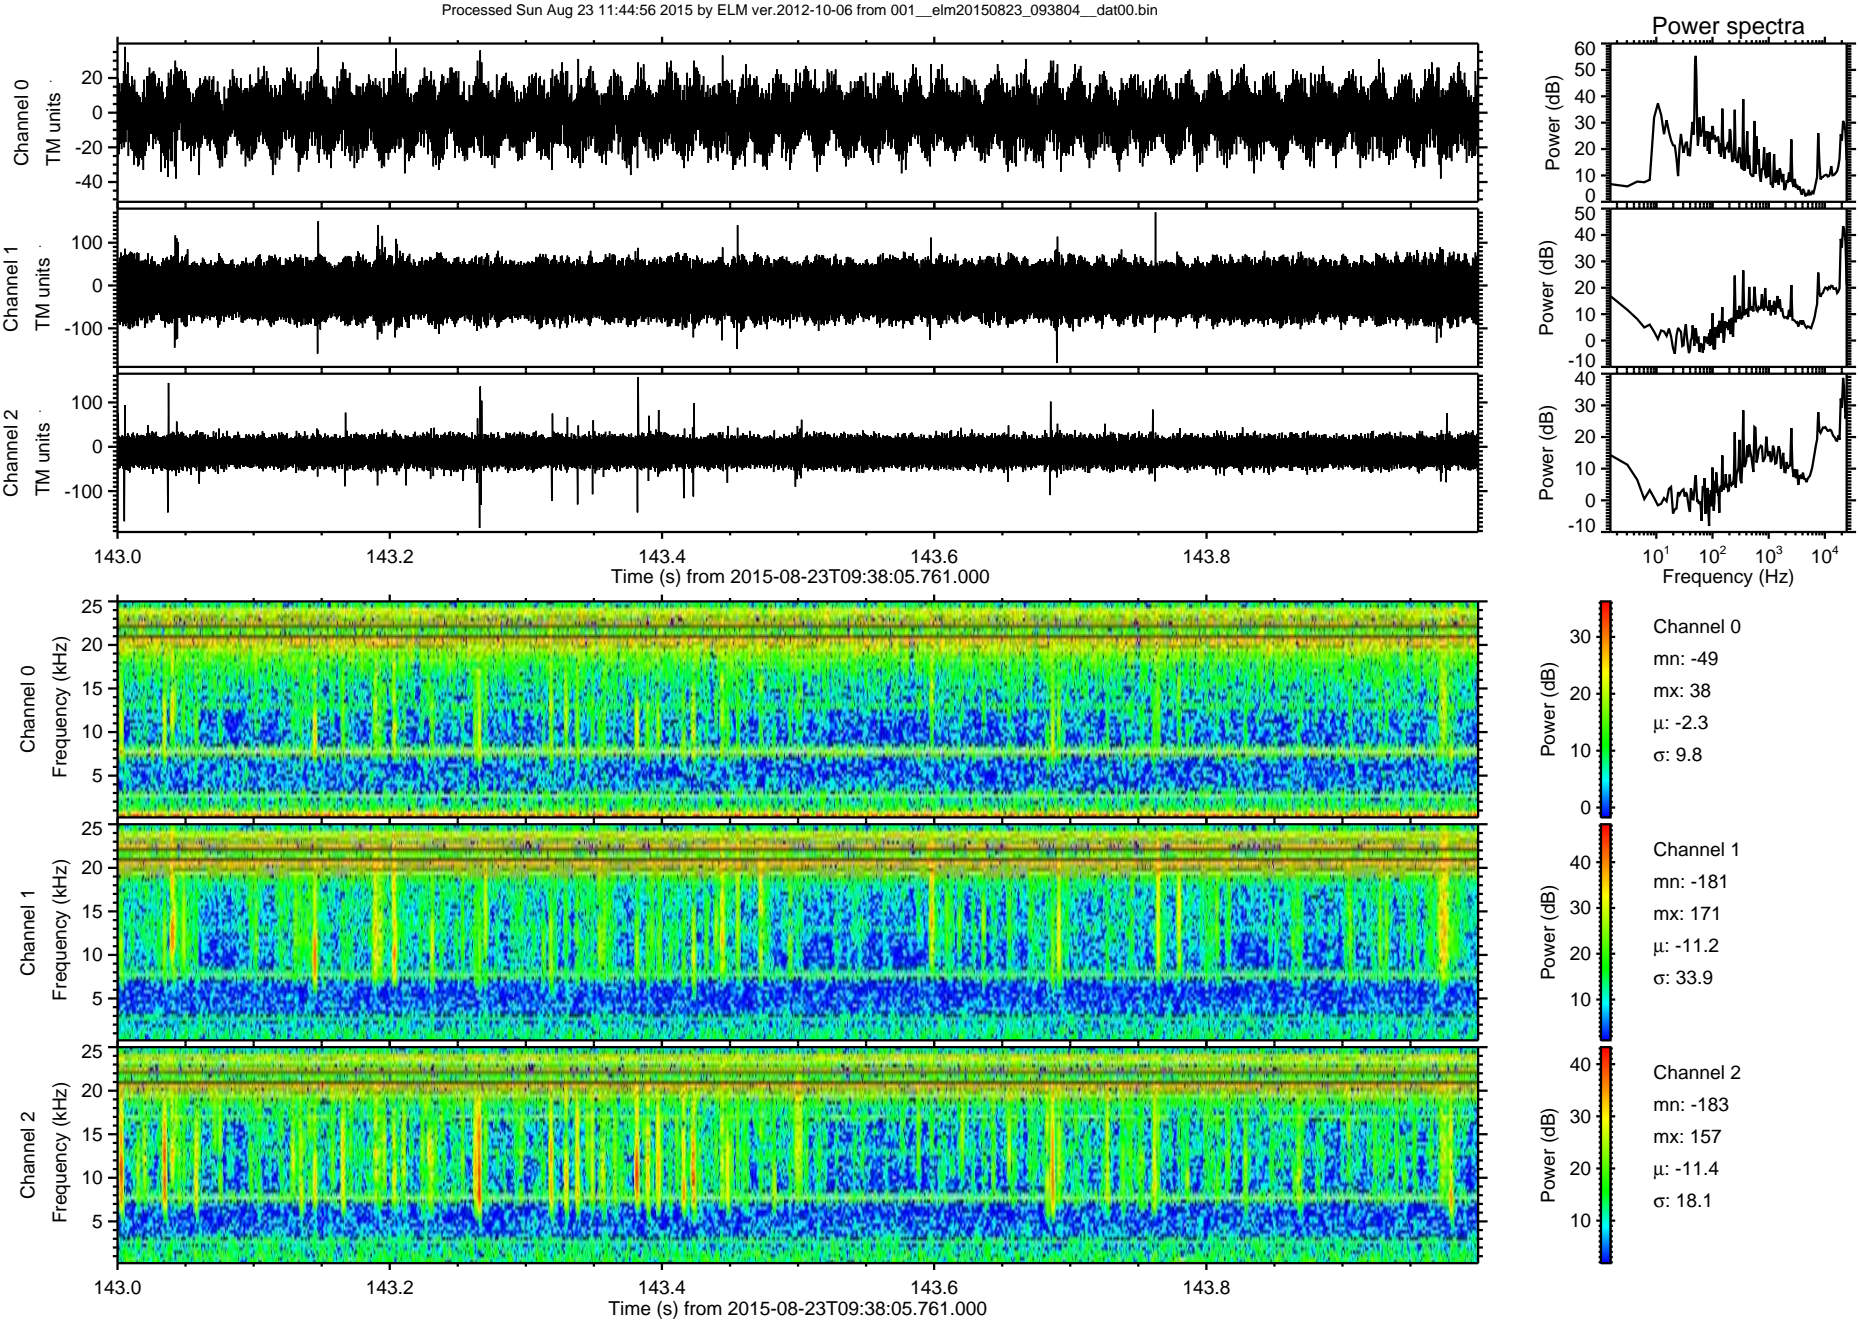 Processed Sun Aug 23 11:44:56 2015 by ELM ver.2012-10-06 from 001__elm20150823_093804__dat00.bin
Power spectra
Channel 0
TM units
20
0
-20
-40
Power (dB)
60
50
40
30
20
10
0
Channel 1
TM units
100
0
-100
Power (dB)
50
40
30
20
10
0
-10
Channel 2
TM units
100
0
-100
Power (dB)
40
30
20
10
0
-10
143.0 143.2 143.4 143.6 143.8
Time (s) from 2015-08-23T09:38:05.761.000
10^1 10^2 10^3 10^4
Frequency (Hz)
Channel 0
Frequency (kHz)
25
20
15
10
5
Power (dB)
30
20
10
0
Channel 0
mn: -49
mx: 38
μ: -2.3
σ: 9.8
Channel 1
Frequency (kHz)
25
20
15
10
5
Power (dB)
40
30
20
10
Channel 1
mn: -181
mx: 171
μ: -11.2
σ: 33.9
Channel 2
Frequency (kHz)
25
20
15
10
5
Power (dB)
40
30
20
10
Channel 2
mn: -183
mx: 157
μ: -11.4
σ: 18.1
143.0 143.2 143.4 143.6 143.8
Time (s) from 2015-08-23T09:38:05.761.000